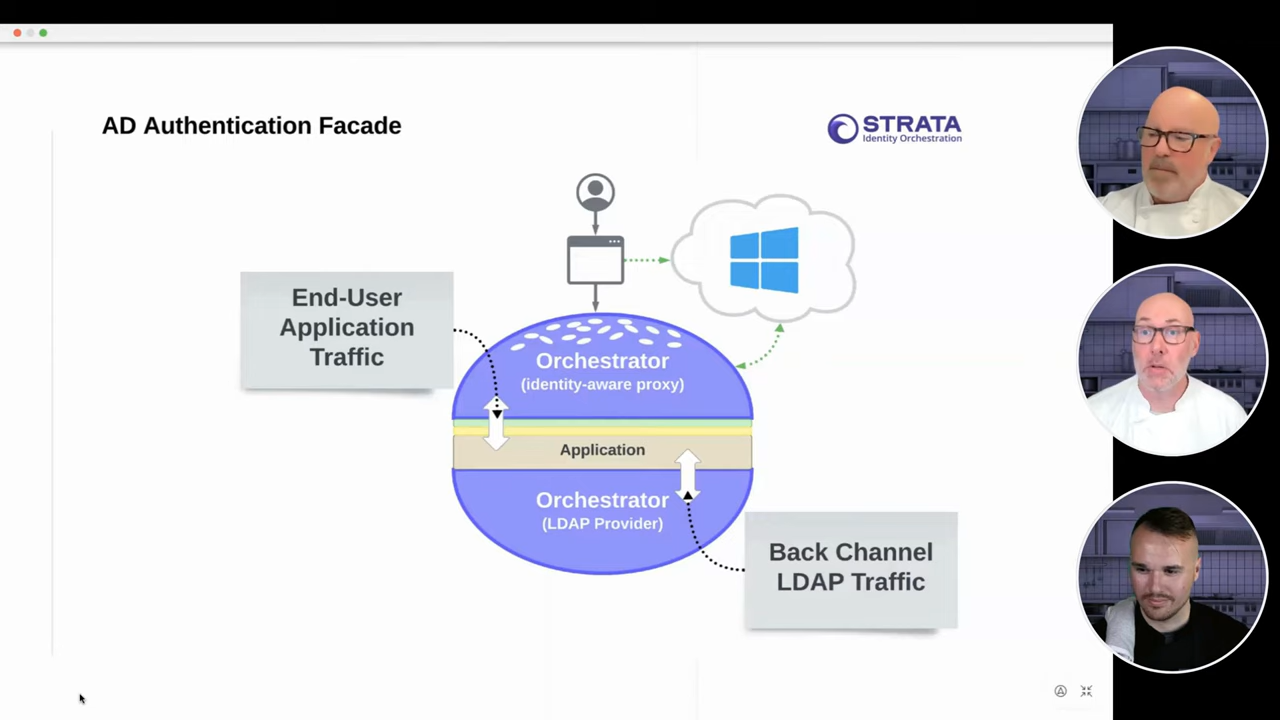 AD Authentication Facade
STRATA
Identity Orchestration
End-User
Application
Traffic
Orchestrator
(identity-aware proxy)
Application
Orchestrator
(LDAP Provider)
Back Channel
LDAP Traffic